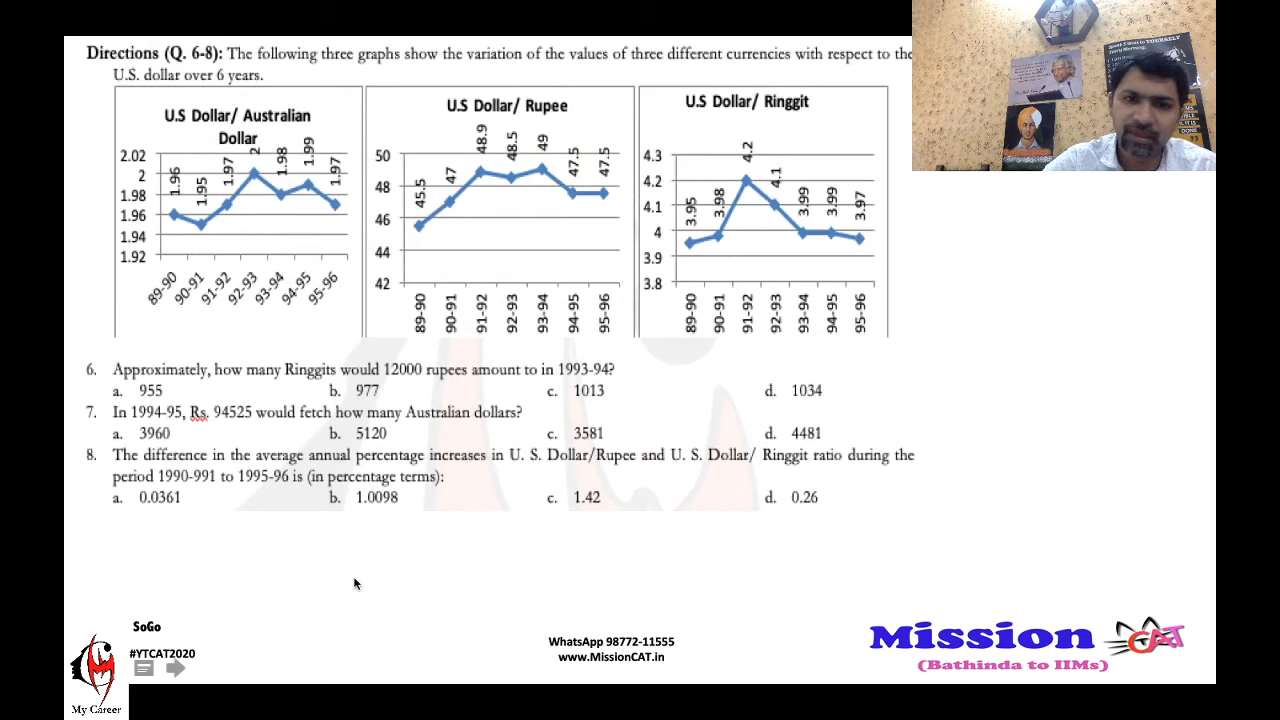 Directions (Q. 6-8): The following three graphs show the variation of the values of three different currencies with respect to the
U.S. dollar over 6 years.
U.S Dollar/ Australian
Dollar
2.02
2
1.98
1.96
1.94
1.92
1.96
1.95
1.97
2
1.98
1.99
1.97
89-90
90-91
91-92
92-93
93-94
94-95
95-96
U.S Dollar/ Rupee
50
48
46
44
42
45.5
47
48.9
48.5
49
47.5
47.5
89-90
90-91
91-92
92-93
93-94
94-95
95-96
U.S Dollar/ Ringgit
4.3
4.2
4.1
4
3.9
3.8
3.95
3.98
4.2
4.1
3.99
3.99
3.97
89-90
90-91
91-92
92-93
93-94
94-95
95-96
6. Approximately, how many Ringgits would 12000 rupees amount to in 1993-94?
a. 955 b. 977 c. 1013 d. 1034
7. In 1994-95, Rs. 94525 would fetch how many Australian dollars?
a. 3960 b. 5120 c. 3581 d. 4481
8. The difference in the average annual percentage increases in U. S. Dollar/Rupee and U. S. Dollar/ Ringgit ratio during the
period 1990-991 to 1995-96 is (in percentage terms):
a. 0.0361 b. 1.0098 c. 1.42 d. 0.26
SoGo
#YTCAT2020
My Career
WhatsApp 98772-11555
www.MissionCAT.in
Mission CAT
(Bathinda to IIMs)